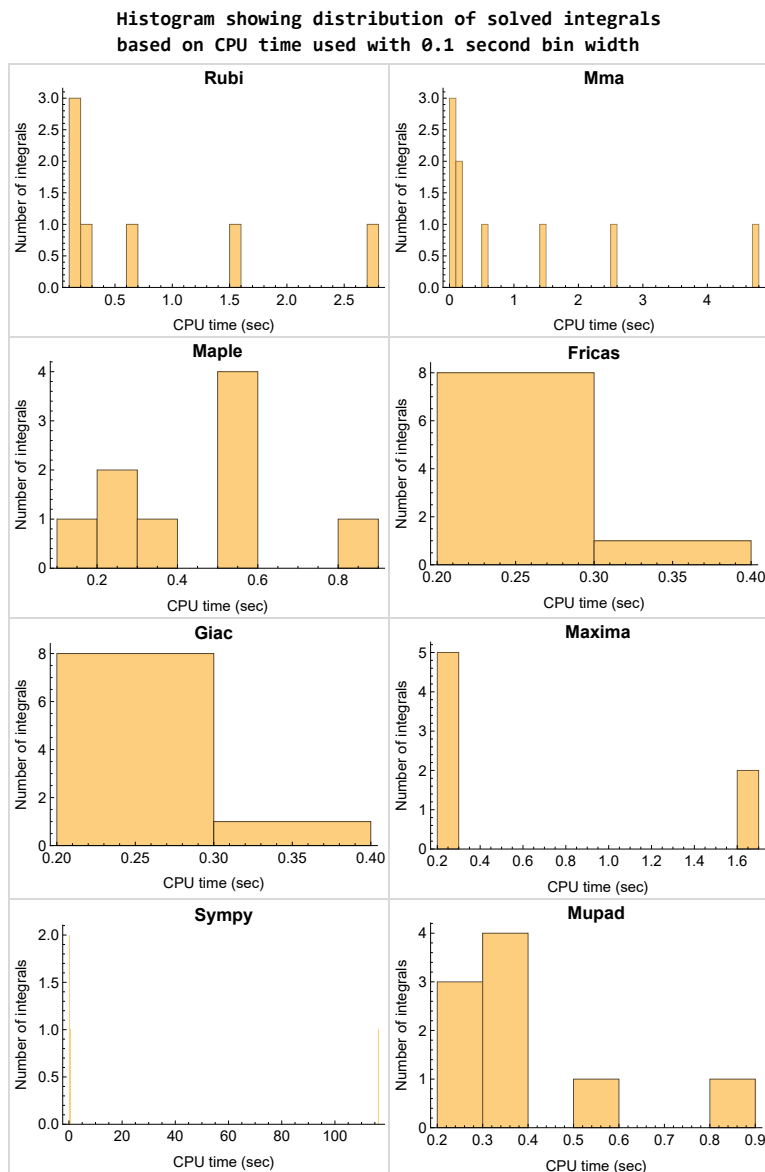 Histogram showing distribution of solved integrals
based on CPU time used with 0.1 second bin width
Rubi
Number of integrals
3.0
2.5
2.0
1.5
1.0
0.5
0.0
0.5 1.0 1.5 2.0 2.5
CPU time (sec)
Mma
Number of integrals
3.0
2.5
2.0
1.5
1.0
0.5
0.0
0 1 2 3 4
CPU time (sec)
Maple
Number of integrals
4
3
2
1
0
0.2 0.4 0.6 0.8
CPU time (sec)
Fricas
Number of integrals
8
6
4
2
0
0.20 0.25 0.30 0.35 0.40
CPU time (sec)
Giac
Number of integrals
8
6
4
2
0
0.20 0.25 0.30 0.35 0.40
CPU time (sec)
Maxima
Number of integrals
5
4
3
2
1
0
0.2 0.4 0.6 0.8 1.0 1.2 1.4 1.6
CPU time (sec)
Sympy
Number of integrals
2.0
1.5
1.0
0.5
0.0
0 20 40 60 80 100
CPU time (sec)
Mupad
Number of integrals
4
3
2
1
0
0.2 0.3 0.4 0.5 0.6 0.7 0.8 0.9
CPU time (sec)